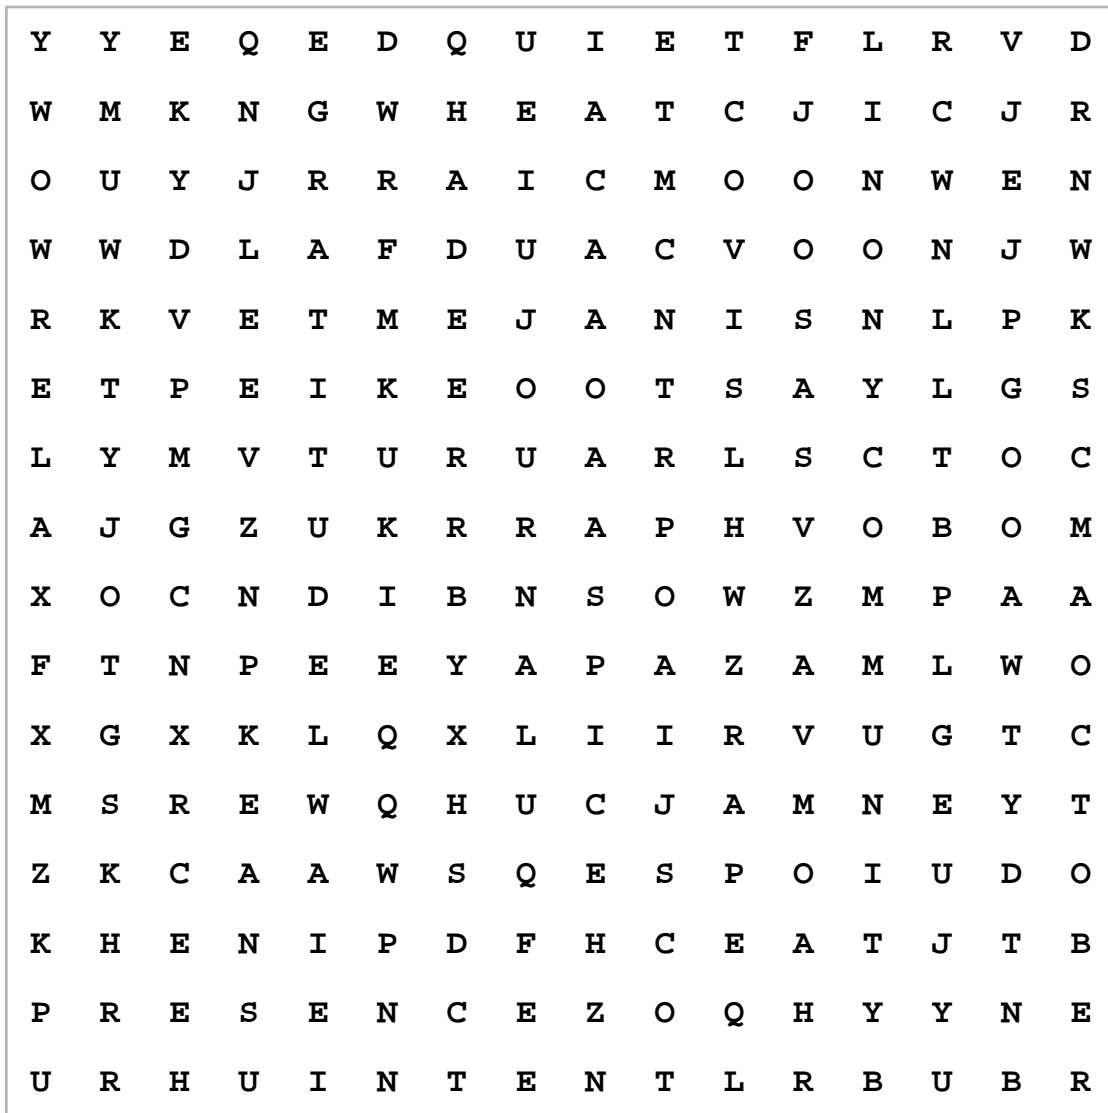 Y Y E Q E D Q U I E T F L R V D
W M K N G W H E A T C J I C J R
O U Y J R R A I C M O O N W E N
W W D L A F D U A C V O O N J W
R K V E T M E J A N I S N L P K
E T P E I K E O O T S A Y L G S
L Y M V T U R U A R L S C T O C
A J G Z U K R R A P H V O B O M
X O C N D I B N S O W Z M P A A
F T N P E E Y A P A Z A M L W O
X G X K L Q X L I I R V U G T C
M S R E W Q H U C J A M N E Y T
Z K C A A W S Q E S P O I U D O
K H E N I P D F H C E A T J T B
P R E S E N C E Z O Q H Y Y N E
U R H U I N T E N T L R B U B R